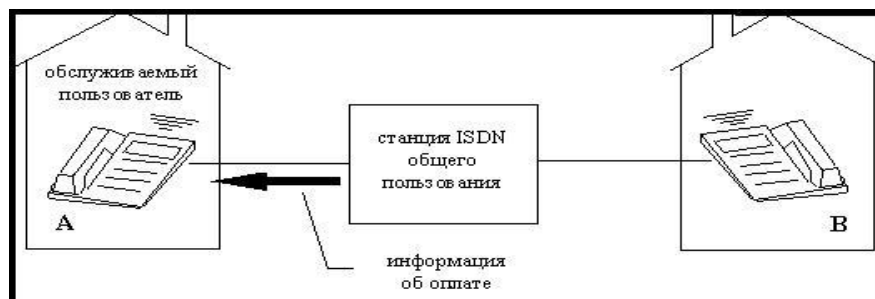 обслуживаемый
пользователь
станция ISDN
общего
пользования
A
B
информация
об оплате